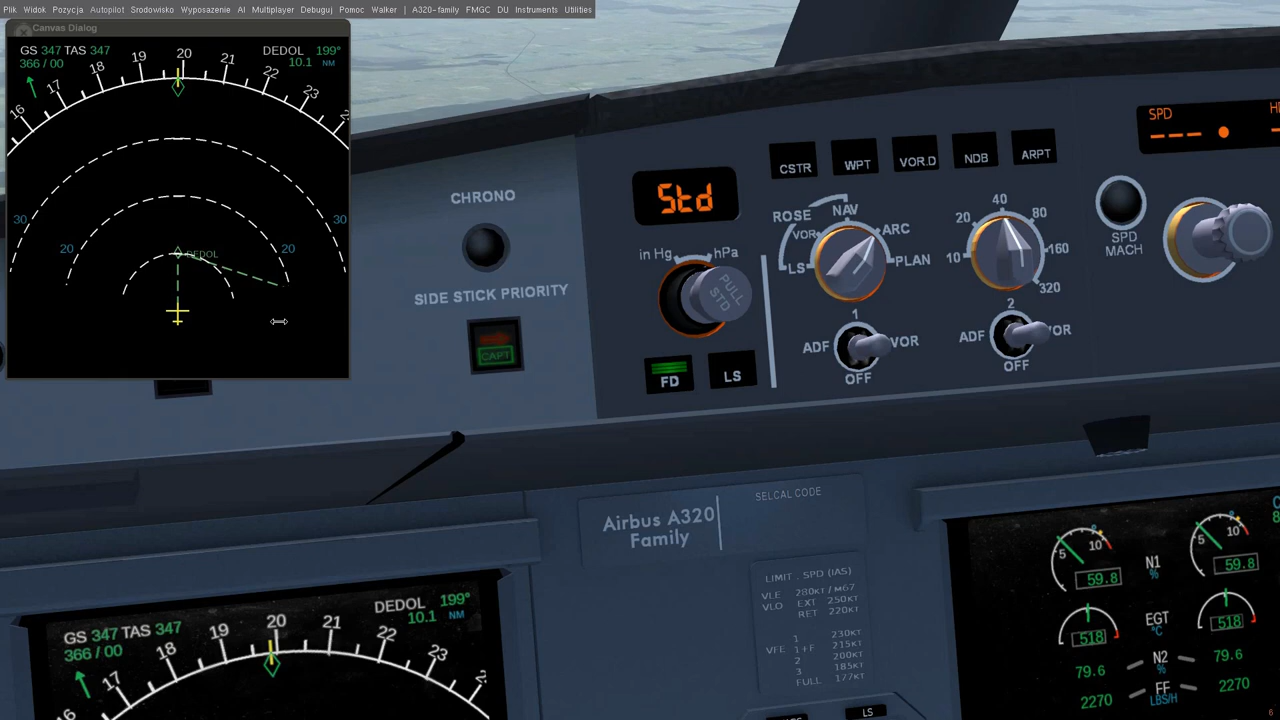 Plik Widok Pozycja Autopilot Środowisko Wyposazenie AI Multiplayer Debuguj Pomoc Walker | A320-family FMGC DU Instruments Utilities
Canvas Dialog
GS 347 TAS 347
366 / 00
DEDOL 199°
10.1 NM
16 17 18 19 20 21 22 23
30 30
20 20
DEDOL
CHRONO
SIDE STICK PRIORITY
CAPT
Std
in Hg hPa
PULL STD
FD LS
CSTR WPT VOR.D NDB ARPT
ROSE NAV
VOR ARC
LS PLAN
10 20 40 80 160 320
1
ADF VOR
OFF
2
ADF VOR
OFF
SPD
---
SPD
MACH
Airbus A320
Family
SELCAL CODE
LIMIT . SPD (IAS)
VLE 280KT / M67
VLO EXT 250KT
RET 220KT
VFE
1 230KT
1+F 215KT
2 200KT
3 185KT
FULL 177KT
GS 347 TAS 347
366 / 00
DEDOL 199°
10.1 NM
16 17 18 19 20 21 22 23
5 10 5 10
59.8 N1 59.8
%
518 EGT 518
°C
79.6 N2 79.6
%
2270 FF 2270
LBS/H
LS
6